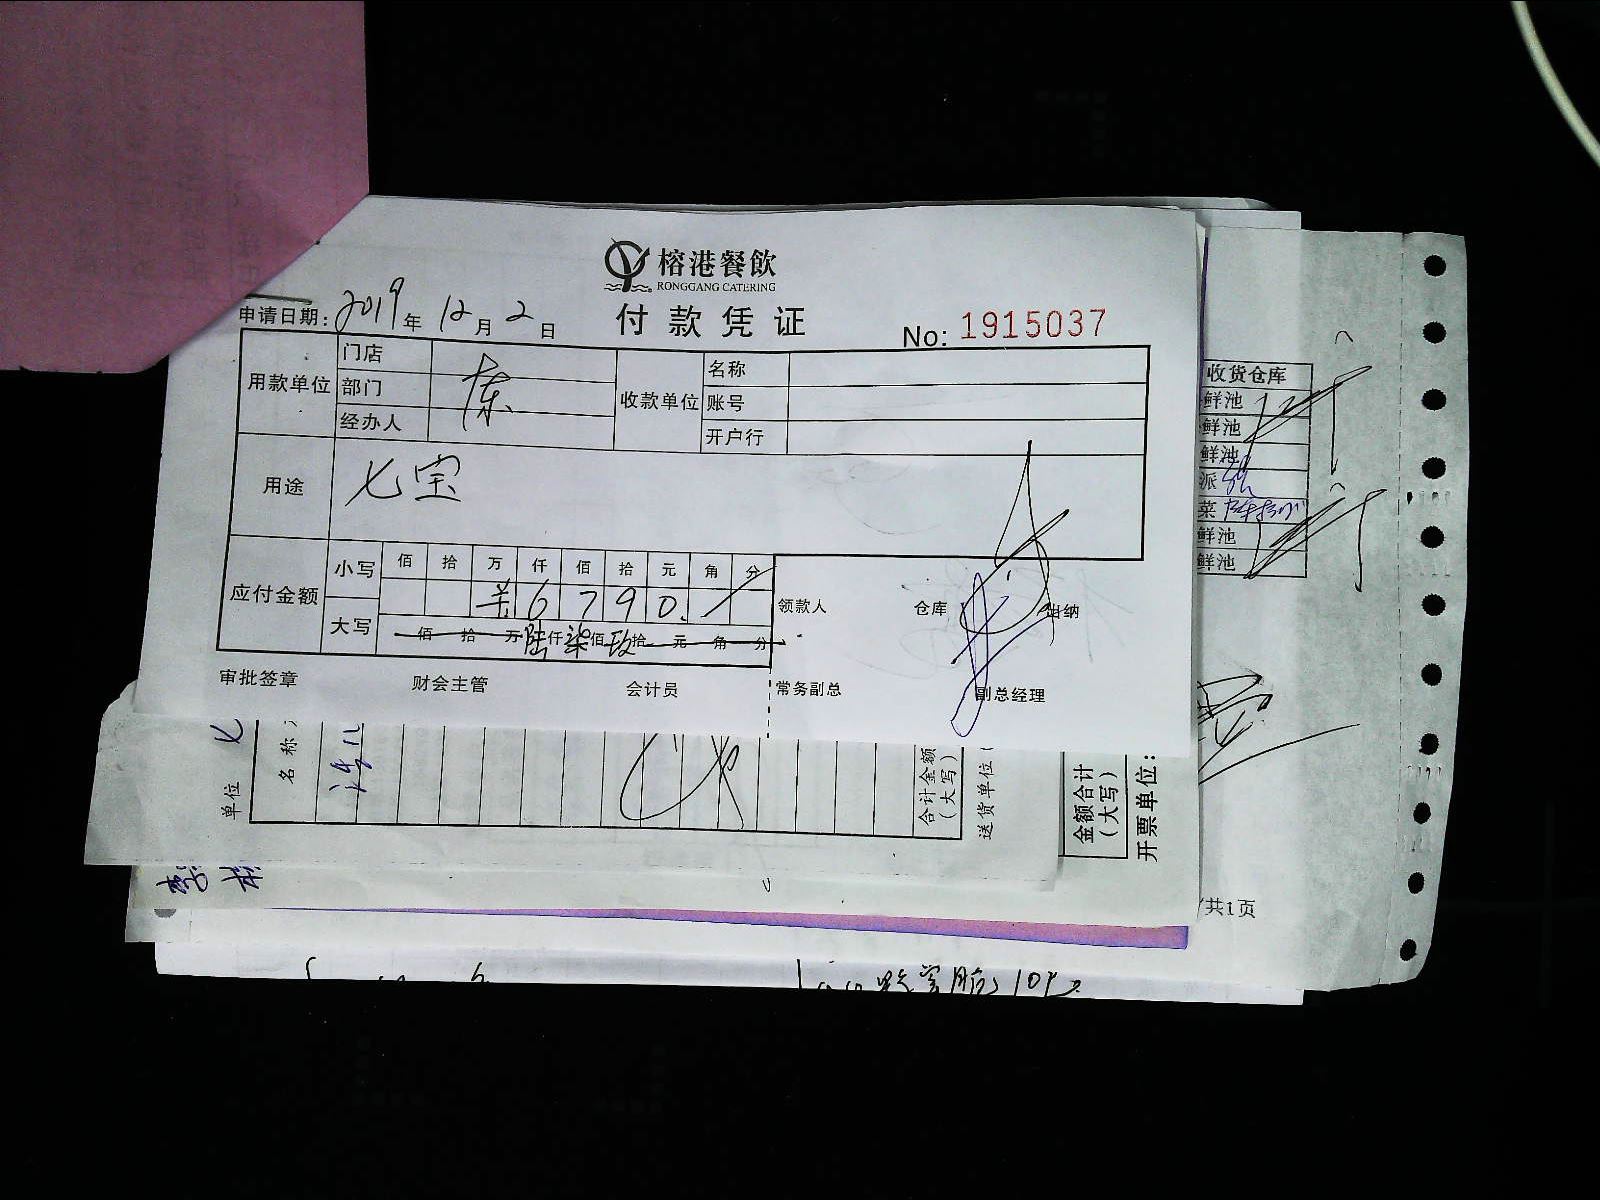 榕港餐飲
RONGGANG CATERING
付款凭证
申请日期: 2019年12月2日
No: 1915037
用款单位 门店 部门 经办人 东
收款单位 名称 账号 开户行
用途 七宝
应付金额 小写 佰 拾 万 仟 佰 拾 元 角 分
羊 6 7 9 0.
大写 佰 拾 万 陆仟 柒佰 玖拾 元 角 分
领款人 仓库 出纳
审批签章 财会主管 会计员 常务副总 副总经理
收货仓库
鲜池
鲜池
鲜池
派
菜
鲜池
鲜池
单位 七
名称
合计金额
(大写)
送货单位
金额合计
(大写)
开票单位:
/共1页